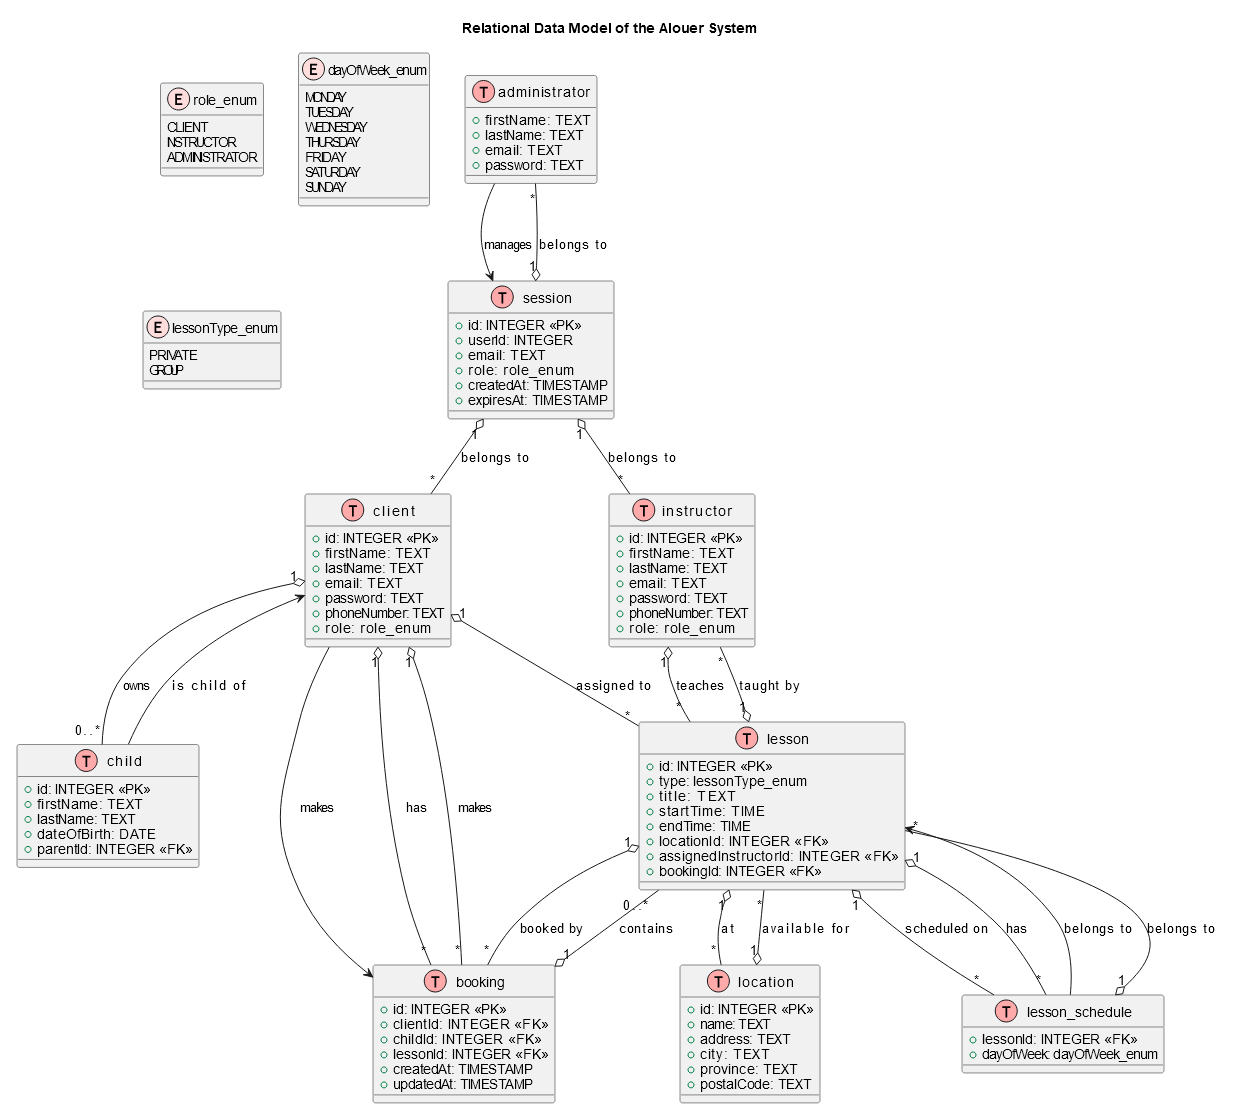 Relational Data Model of the Alouer System
E role_enum
CLIENT
INSTRUCTOR
ADMINISTRATOR
E dayOfWeek_enum
MONDAY
TUESDAY
WEDNESDAY
THURSDAY
FRIDAY
SATURDAY
SUNDAY
T administrator
firstName: TEXT
lastName: TEXT
email: TEXT
password: TEXT
*
manages
belongs to
1
E lessonType_enum
PRIVATE
GROUP
T session
id: INTEGER «PK»
userId: INTEGER
email: TEXT
role: role_enum
createdAt: TIMESTAMP
expiresAt: TIMESTAMP
1
1
belongs to
belongs to
*
*
T client
id: INTEGER «PK»
firstName: TEXT
lastName: TEXT
email: TEXT
password: TEXT
phoneNumber: TEXT
role: role_enum
T instructor
id: INTEGER «PK»
firstName: TEXT
lastName: TEXT
email: TEXT
password: TEXT
phoneNumber: TEXT
role: role_enum
1
1
1
1
1
*
owns
is child of
assigned to
teaches
taught by
0..*
*
*
1
T child
id: INTEGER «PK»
firstName: TEXT
lastName: TEXT
dateOfBirth: DATE
parentId: INTEGER «FK»
makes
has
makes
T lesson
id: INTEGER «PK»
type: lessonType_enum
title: TEXT
startTime: TIME
endTime: TIME
locationId: INTEGER «FK»
assignedInstructorId: INTEGER «FK»
bookingId: INTEGER «FK»
1
*
1
0..*
1
*
1
booked by
contains
at
available for
scheduled on
has
belongs to
belongs to
*
*
*
1
*
1
*
*
1
T booking
id: INTEGER «PK»
clientId: INTEGER «FK»
childId: INTEGER «FK»
lessonId: INTEGER «FK»
createdAt: TIMESTAMP
updatedAt: TIMESTAMP
T location
id: INTEGER «PK»
name: TEXT
address: TEXT
city: TEXT
province: TEXT
postalCode: TEXT
T lesson_schedule
lessonId: INTEGER «FK»
dayOfWeek: dayOfWeek_enum